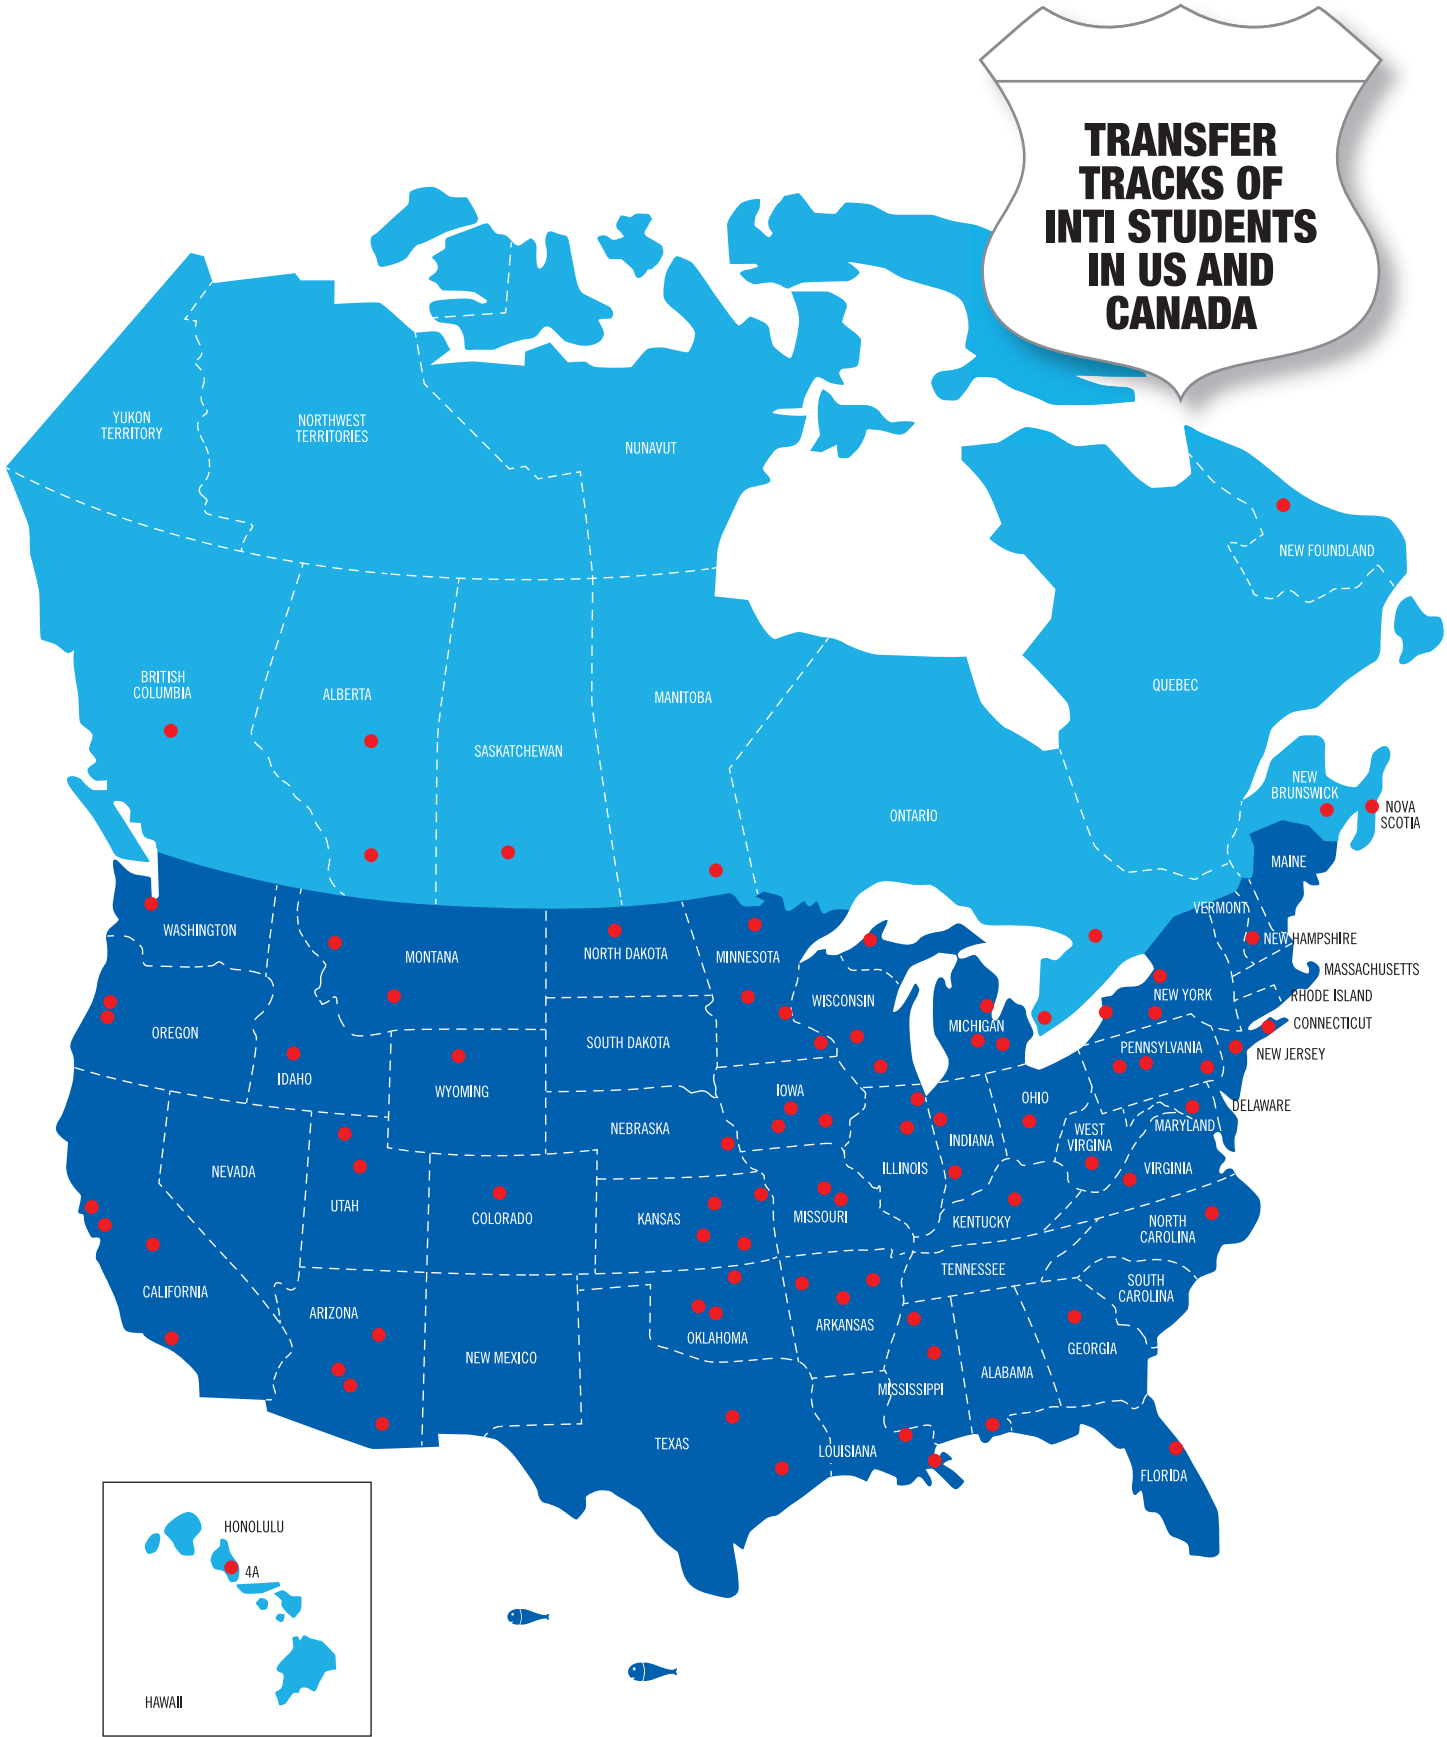 TRANSFER
TRACKS OF
INTI STUDENTS
IN US AND
CANADA
YUKON
TERRITORY
NORTHWEST
TERRITORIES
NUNAVUT
NEW FOUNDLAND
BRITISH
COLUMBIA
ALBERTA
SASKATCHEWAN
MANITOBA
ONTARIO
QUEBEC
NEW
BRUNSWICK
NOVA
SCOTIA
MAINE
VERMONT
NEW HAMPSHIRE
MASSACHUSETTS
RHODE ISLAND
CONNECTICUT
NEW JERSEY
DELAWARE
MARYLAND
WASHINGTON
MONTANA
NORTH DAKOTA
MINNESOTA
WISCONSIN
MICHIGAN
NEW YORK
PENNSYLVANIA
OREGON
IDAHO
WYOMING
SOUTH DAKOTA
NEBRASKA
IOWA
ILLINOIS
INDIANA
OHIO
WEST
VIRGINA
VIRGINIA
NEVADA
UTAH
COLORADO
KANSAS
MISSOURI
KENTUCKY
NORTH
CAROLINA
TENNESSEE
SOUTH
CAROLINA
CALIFORNIA
ARIZONA
NEW MEXICO
OKLAHOMA
ARKANSAS
MISSISSIPPI
ALABAMA
GEORGIA
TEXAS
LOUISIANA
FLORIDA
HONOLULU
4A
HAWAII